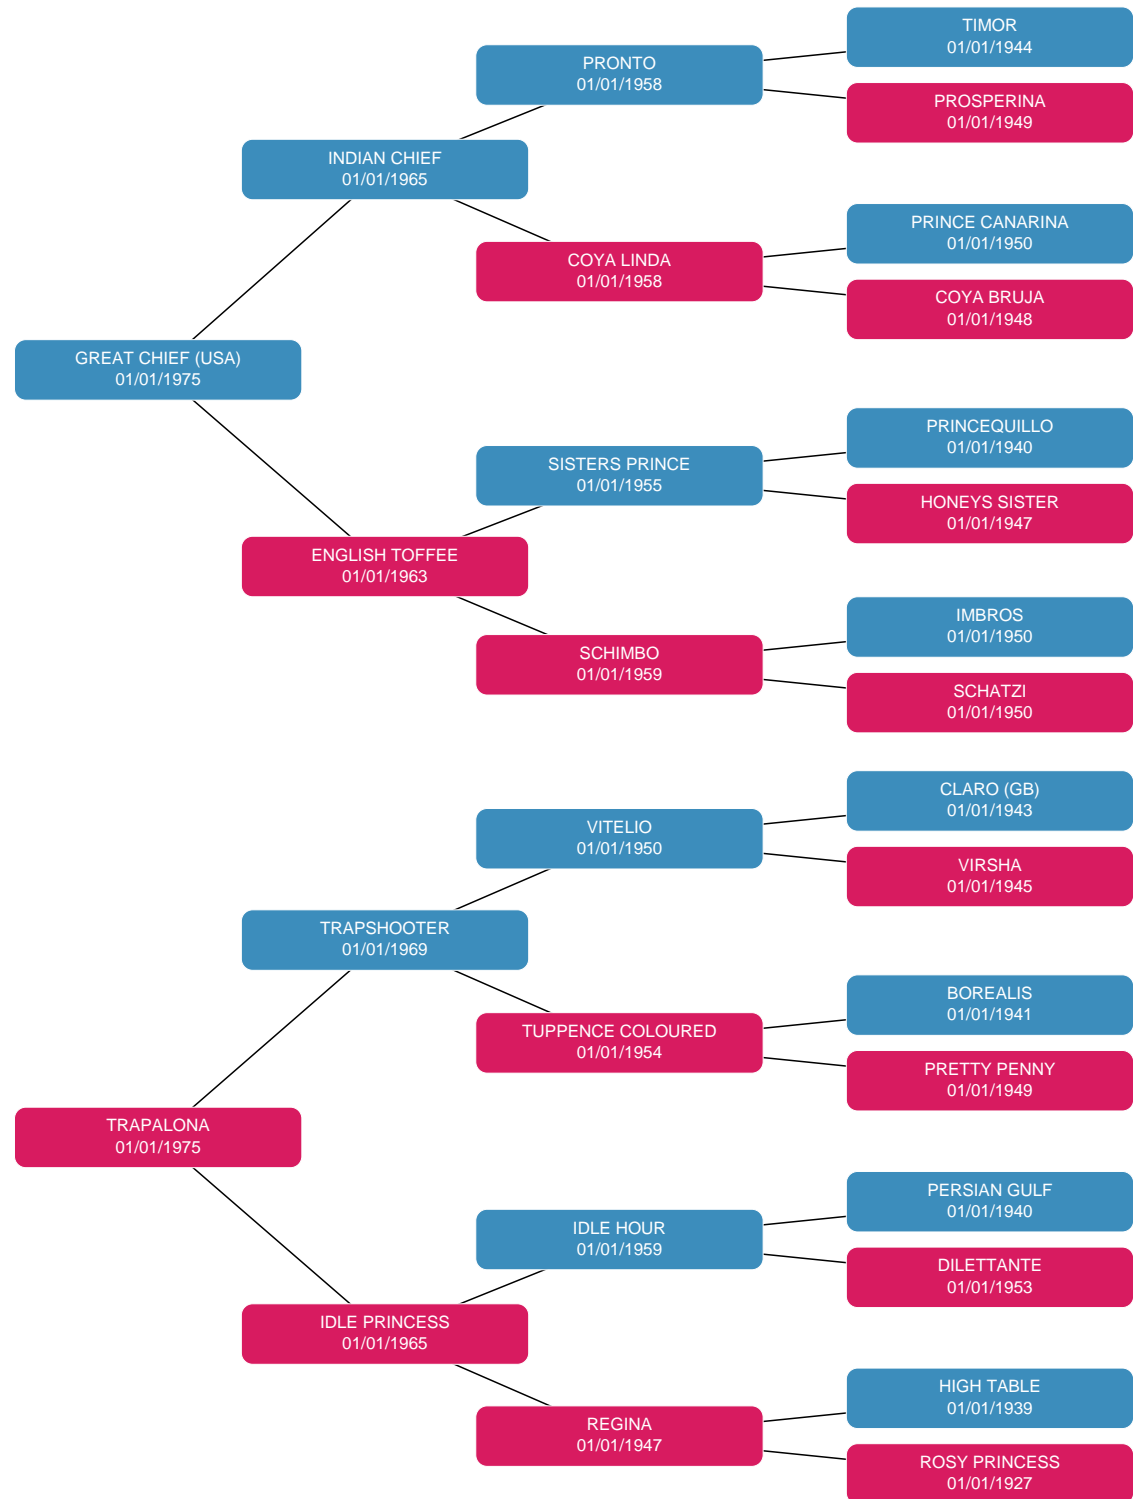 TIMOR
01/01/1944
PRONTO
01/01/1958
PROSPERINA
01/01/1949
INDIAN CHIEF
01/01/1965
PRINCE CANARINA
01/01/1950
COYA LINDA
01/01/1958
COYA BRUJA
01/01/1948
GREAT CHIEF (USA)
01/01/1975
PRINCEQUILLO
01/01/1940
SISTERS PRINCE
01/01/1955
HONEYS SISTER
01/01/1947
ENGLISH TOFFEE
01/01/1963
IMBROS
01/01/1950
SCHIMBO
01/01/1959
SCHATZI
01/01/1950
CLARO (GB)
01/01/1943
VITELIO
01/01/1950
VIRSHA
01/01/1945
TRAPSHOOTER
01/01/1969
BOREALIS
01/01/1941
TUPPENCE COLOURED
01/01/1954
PRETTY PENNY
01/01/1949
TRAPALONA
01/01/1975
PERSIAN GULF
01/01/1940
IDLE HOUR
01/01/1959
DILETTANTE
01/01/1953
IDLE PRINCESS
01/01/1965
HIGH TABLE
01/01/1939
REGINA
01/01/1947
ROSY PRINCESS
01/01/1927